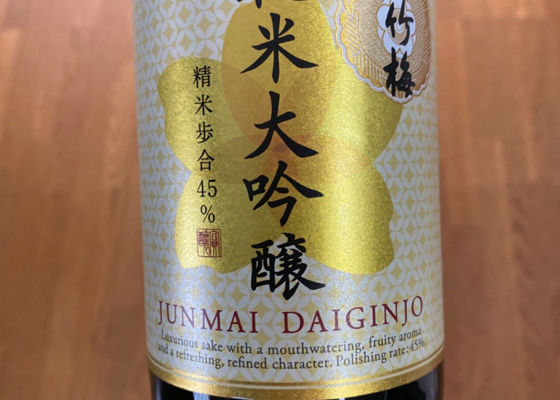 竹梅
純米大吟醸
精米歩合45%
JUNMAI DAIGINJO
Luxurious sake with a mouthwatering, fruity aroma
and a refreshing, refined character. Polishing rate:45%.